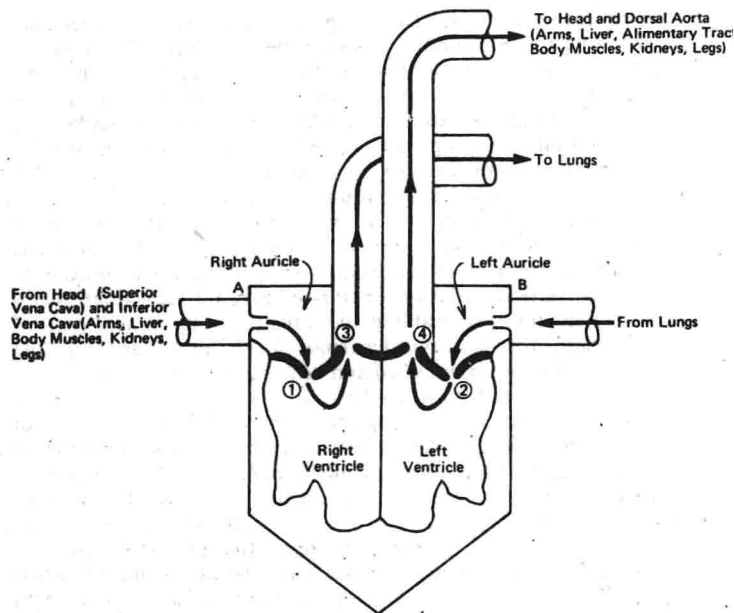 To Head and Dorsal Aorta
(Arms, Liver, Alimentary Tract
Body Muscles, Kidneys, Legs)
To Lungs
Right Auricle
Left Auricle
A
B
From Head (Superior
Vena Cava) and Inferior
Vena Cava(Arms, Liver,
Body Muscles, Kidneys,
Legs)
From Lungs
③
④
①
②
Right
Ventricle
Left
Ventricle